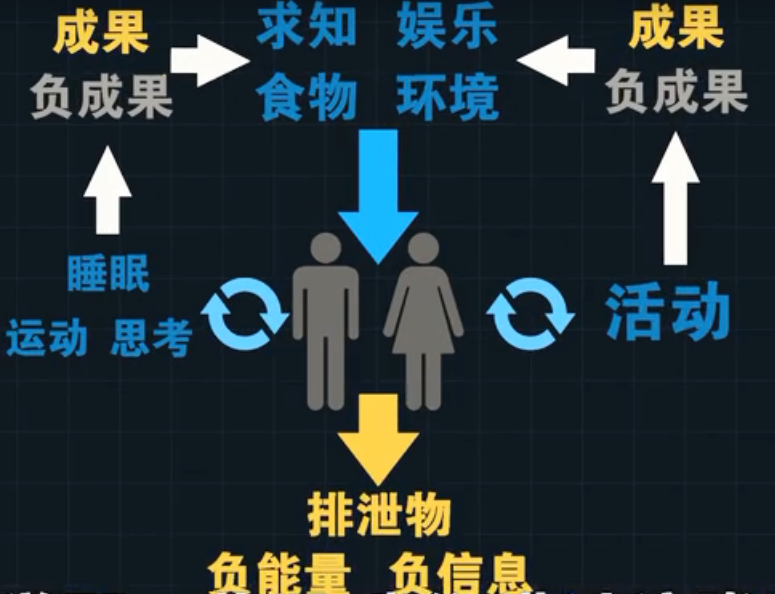 成果
负成果
求知 娱乐
食物 环境
成果
负成果
睡眠
运动 思考
活动
排泄物
负能量 负信息